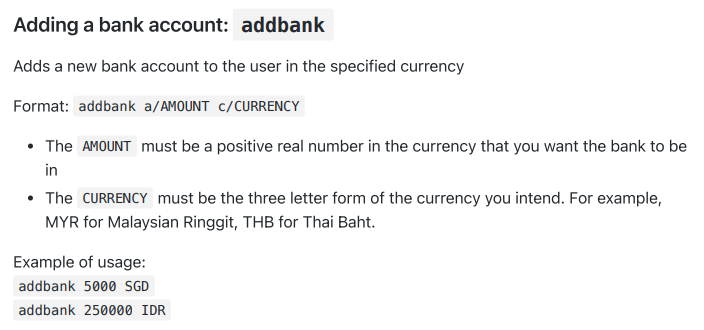 Adding a bank account: addbank
Adds a new bank account to the user in the specified currency
Format: addbank a/AMOUNT c/CURRENCY
• The AMOUNT must be a positive real number in the currency that you want the bank to be
in
• The CURRENCY must be the three letter form of the currency you intend. For example,
MYR for Malaysian Ringgit, THB for Thai Baht.
Example of usage:
addbank 5000 SGD
addbank 250000 IDR